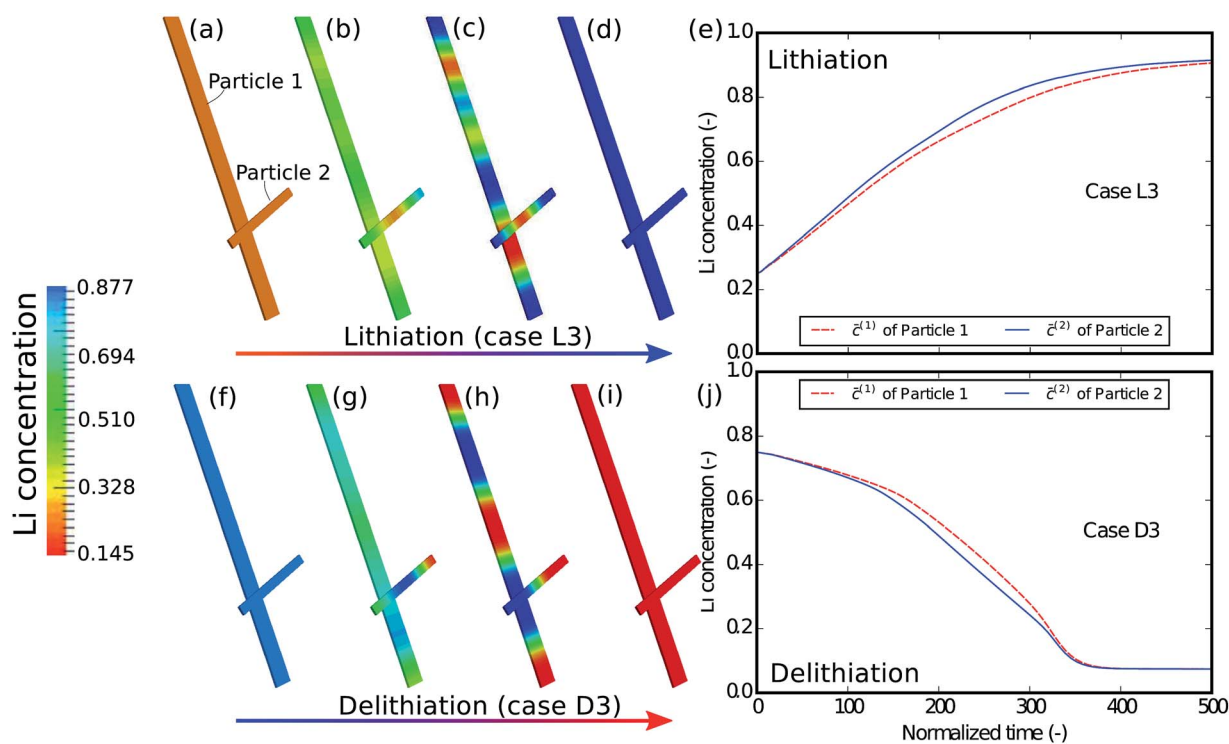 (a)
(b)
(c)
(d)
(e)
Particle 1
Particle 2
Lithiation (case L3)
Li concentration
0.877
0.694
0.510
0.328
0.145
(f)
(g)
(h)
(i)
(j)
Delithiation (case D3)
1.0
0.8
0.6
0.4
0.2
0.0
Li concentration (-)
Lithiation
Case L3
c̄⁽¹⁾ of Particle 1
c̄⁽²⁾ of Particle 2
1.0
0.8
0.6
0.4
0.2
0.0
Li concentration (-)
c̄⁽¹⁾ of Particle 1
c̄⁽²⁾ of Particle 2
Case D3
Delithiation
0 100 200 300 400 500
Normalized time (-)